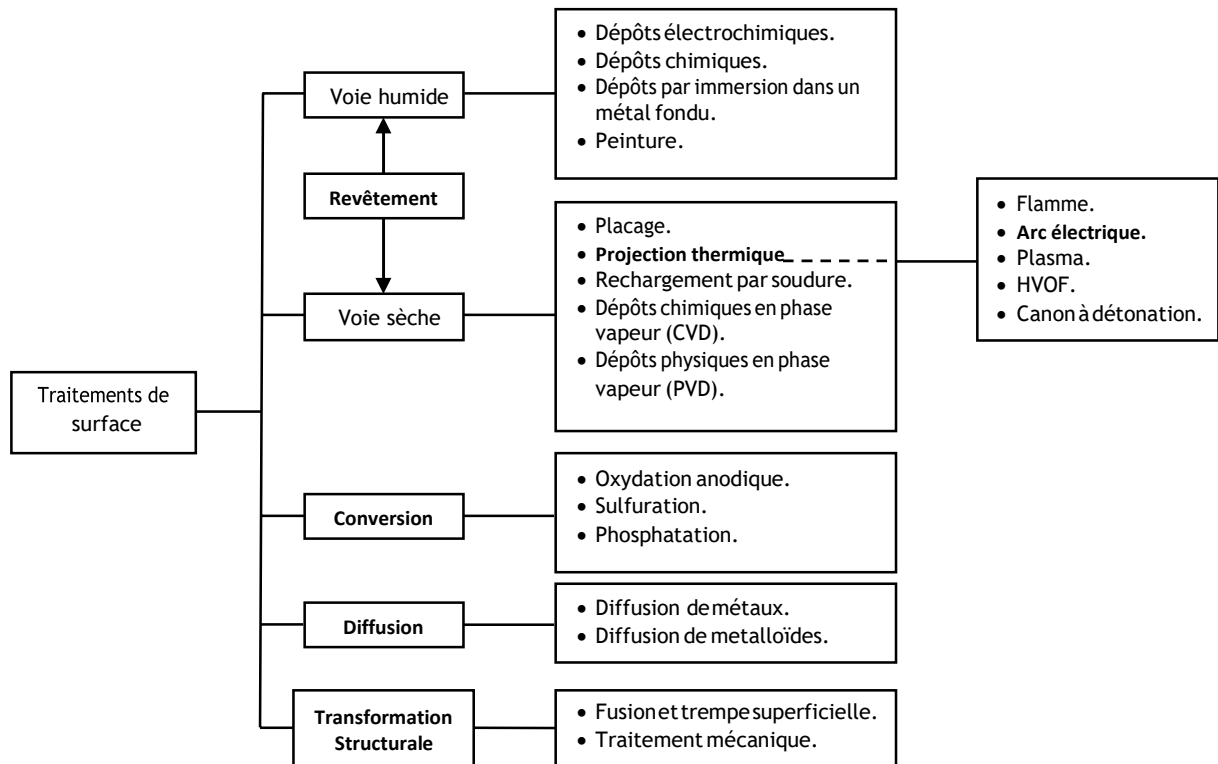 Traitements de
surface
Voie humide
Revêtement
Voie sèche
Conversion
Diffusion
Transformation
Structurale
• Dépôts électrochimiques.
• Dépôts chimiques.
• Dépôts par immersion dans un
métal fondu.
• Peinture.
• Placage.
• Projection thermique
• Rechargement par soudure.
• Dépôts chimiques en phase
vapeur (CVD).
• Dépôts physiques en phase
vapeur (PVD).
• Flamme.
• Arc électrique.
• Plasma.
• HVOF.
• Canon à détonation.
• Oxydation anodique.
• Sulfuration.
• Phosphatation.
• Diffusion de métaux.
• Diffusion de metalloïdes.
• Fusion et trempe superficielle.
• Traitement mécanique.